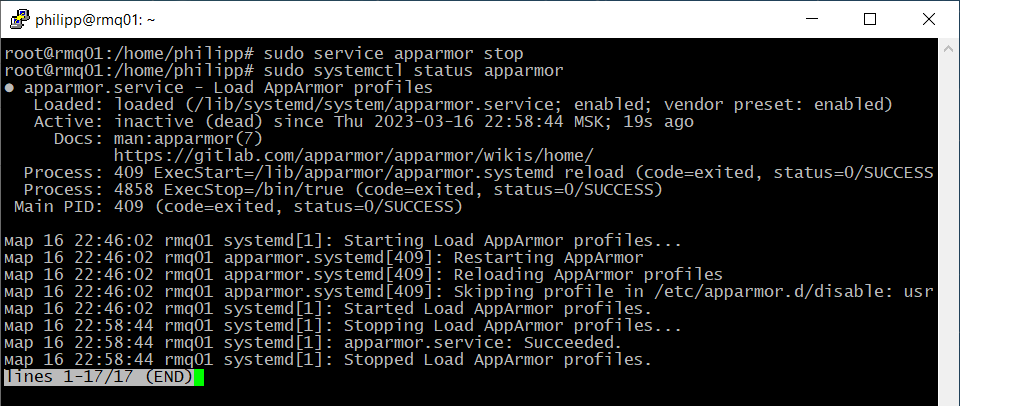 philipp@rmq01: ~
root@rmq01:/home/philipp# sudo service apparmor stop
root@rmq01:/home/philipp# sudo systemctl status apparmor
● apparmor.service - Load AppArmor profiles
   Loaded: loaded (/lib/systemd/system/apparmor.service; enabled; vendor preset: enabled)
   Active: inactive (dead) since Thu 2023-03-16 22:58:44 MSK; 19s ago
     Docs: man:apparmor(7)
           https://gitlab.com/apparmor/apparmor/wikis/home/
  Process: 409 ExecStart=/lib/apparmor/apparmor.systemd reload (code=exited, status=0/SUCCESS
  Process: 4858 ExecStop=/bin/true (code=exited, status=0/SUCCESS)
 Main PID: 409 (code=exited, status=0/SUCCESS)
мар 16 22:46:02 rmq01 systemd[1]: Starting Load AppArmor profiles...
мар 16 22:46:02 rmq01 apparmor.systemd[409]: Restarting AppArmor
мар 16 22:46:02 rmq01 apparmor.systemd[409]: Reloading AppArmor profiles
мар 16 22:46:02 rmq01 apparmor.systemd[409]: Skipping profile in /etc/apparmor.d/disable: usr
мар 16 22:46:02 rmq01 systemd[1]: Started Load AppArmor profiles.
мар 16 22:58:44 rmq01 systemd[1]: Stopping Load AppArmor profiles...
мар 16 22:58:44 rmq01 systemd[1]: apparmor.service: Succeeded.
мар 16 22:58:44 rmq01 systemd[1]: Stopped Load AppArmor profiles.
lines 1-17/17 (END)